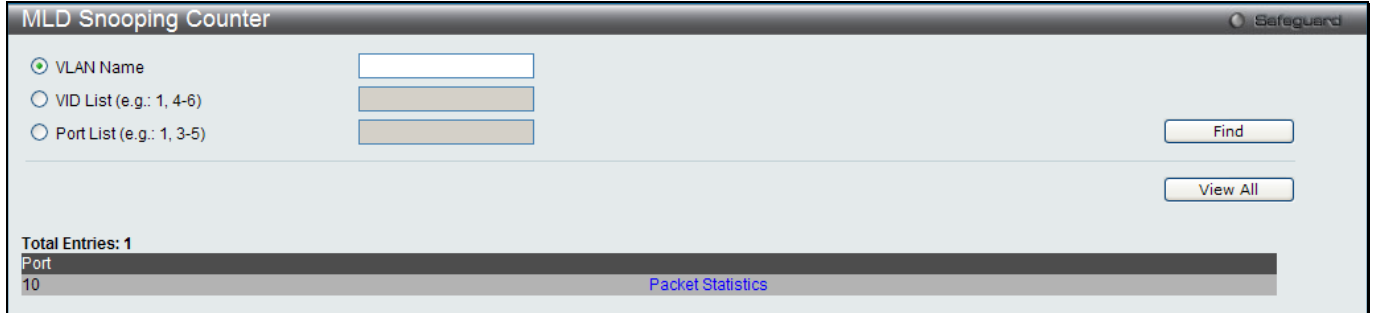 MLD Snooping Counter
Safeguard
VLAN Name
VID List (e.g.: 1, 4-6)
Port List (e.g.: 1, 3-5)
Find
View All
Total Entries: 1
Port
10 Packet Statistics